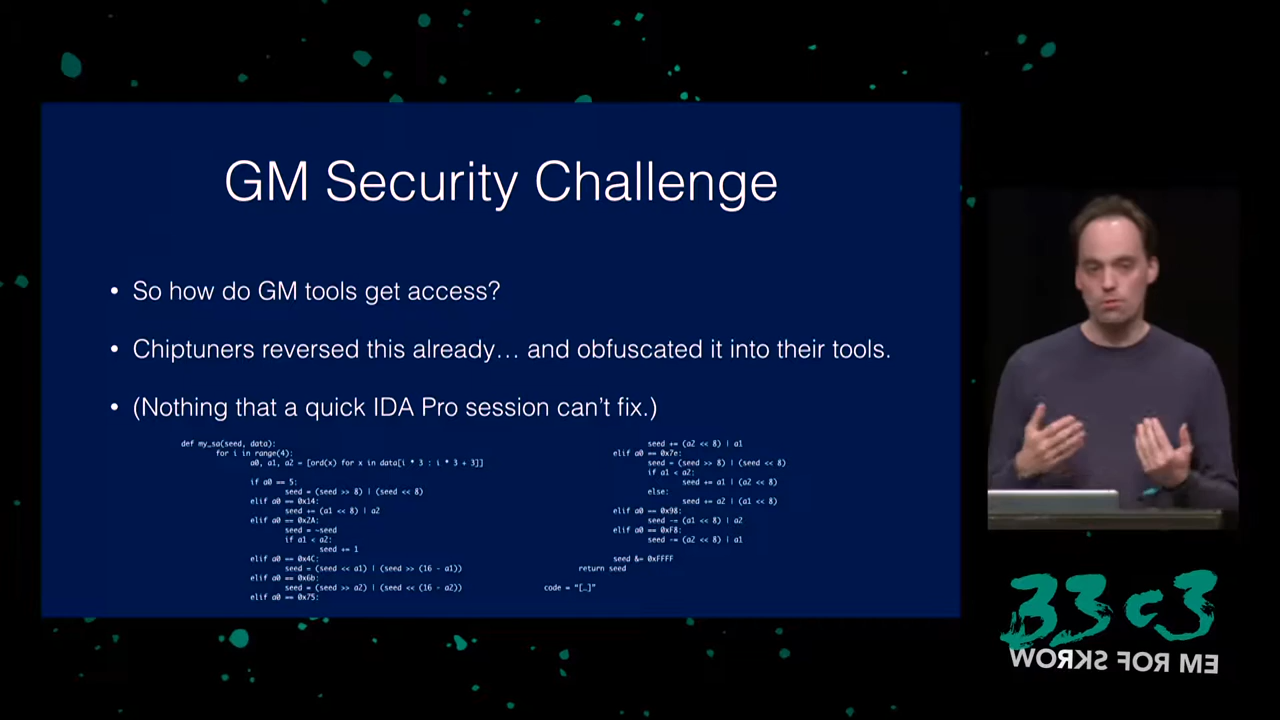 GM Security Challenge
• So how do GM tools get access?
• Chiptuners reversed this already… and obfuscated it into their tools.
• (Nothing that a quick IDA Pro session can’t fix.)
def my_sa(seed, data):
for i in range(4):
a0, a1, a2 = [ord(x) for x in data[i * 3 : i * 3 + 3]]
if a0 == 5:
seed = (seed >> 8) | (seed << 8)
elif a0 == 0x14:
seed += (a1 << 8) | a2
elif a0 == 0x2A:
seed = ~seed
if a1 < a2:
seed += 1
elif a0 == 0x4C:
seed = (seed << a1) | (seed >> (16 - a1))
elif a0 == 0x6b:
seed = (seed >> a2) | (seed << (16 - a2))
elif a0 == 0x75:
seed += (a2 << 8) | a1
elif a0 == 0x7e:
seed = (seed >> 8) | (seed << 8)
if a1 < a2:
seed += a1 | (a2 << 8)
else:
seed += a2 | (a1 << 8)
elif a0 == 0x98:
seed -= (a1 << 8) | a2
elif a0 == 0xF8:
seed -= (a2 << 8) | a1
seed &= 0xFFFF
return seed
code = "[…]"
33c3
WORKS FOR ME